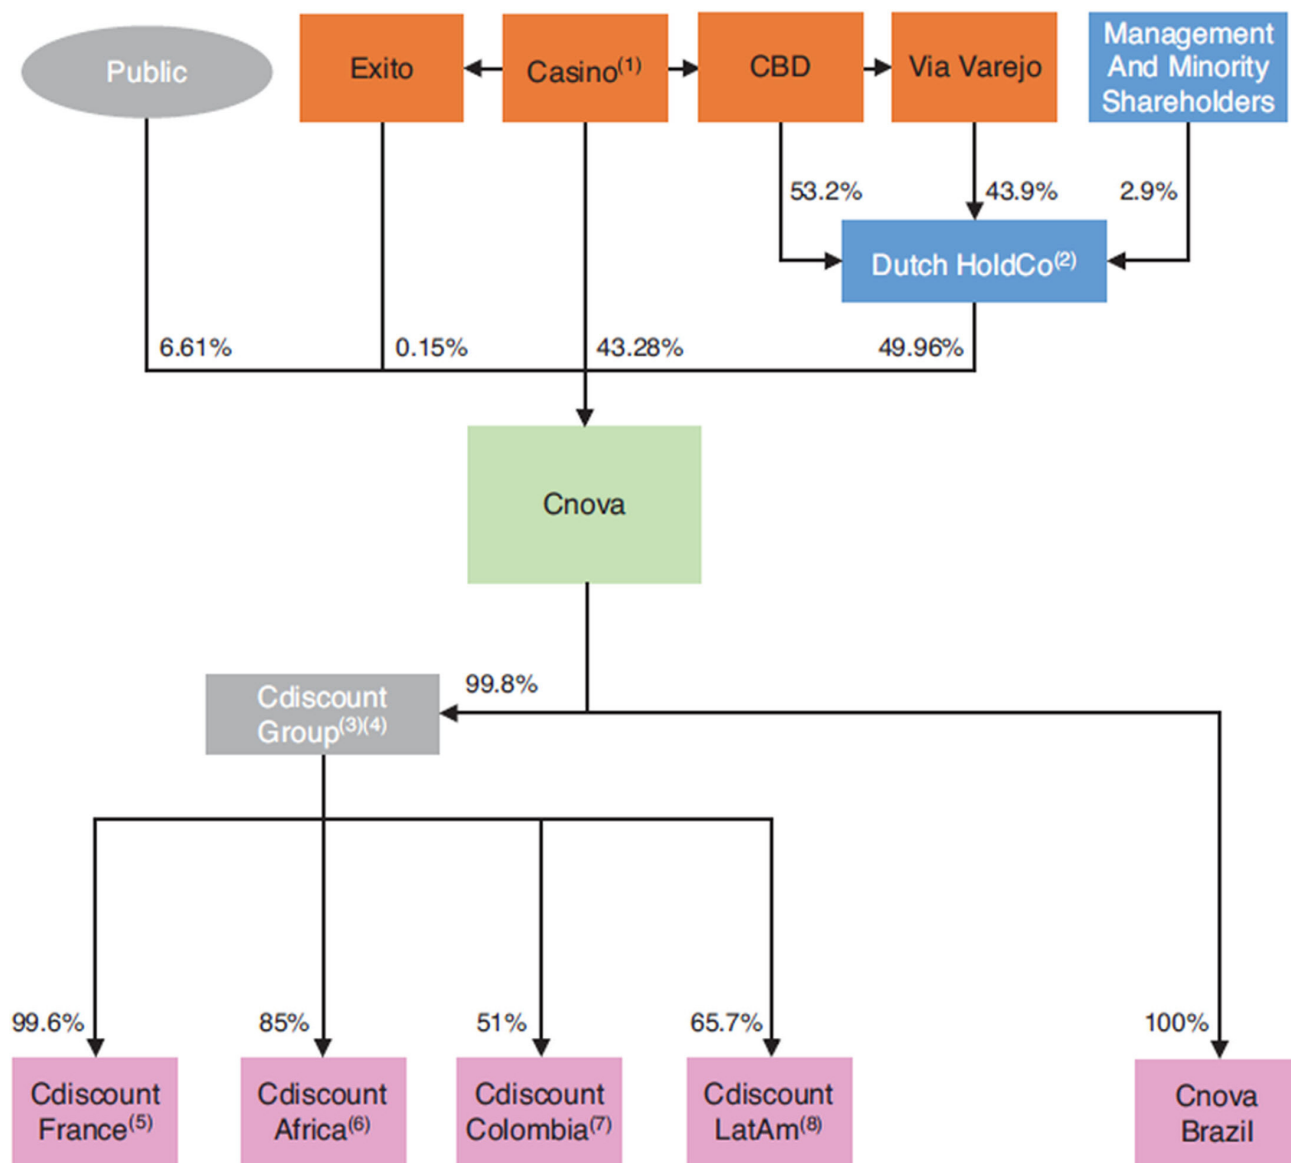 Public
Exito
Casino(1)
CBD
Via Varejo
Management
And Minority
Shareholders
53.2%
43.9%
2.9%
Dutch HoldCo(2)
6.61%
0.15%
43.28%
49.96%
Cnova
99.8%
Cdiscount
Group(3)(4)
99.6%
85%
51%
65.7%
100%
Cdiscount
France(5)
Cdiscount
Africa(6)
Cdiscount
Colombia(7)
Cdiscount
LatAm(8)
Cnova
Brazil